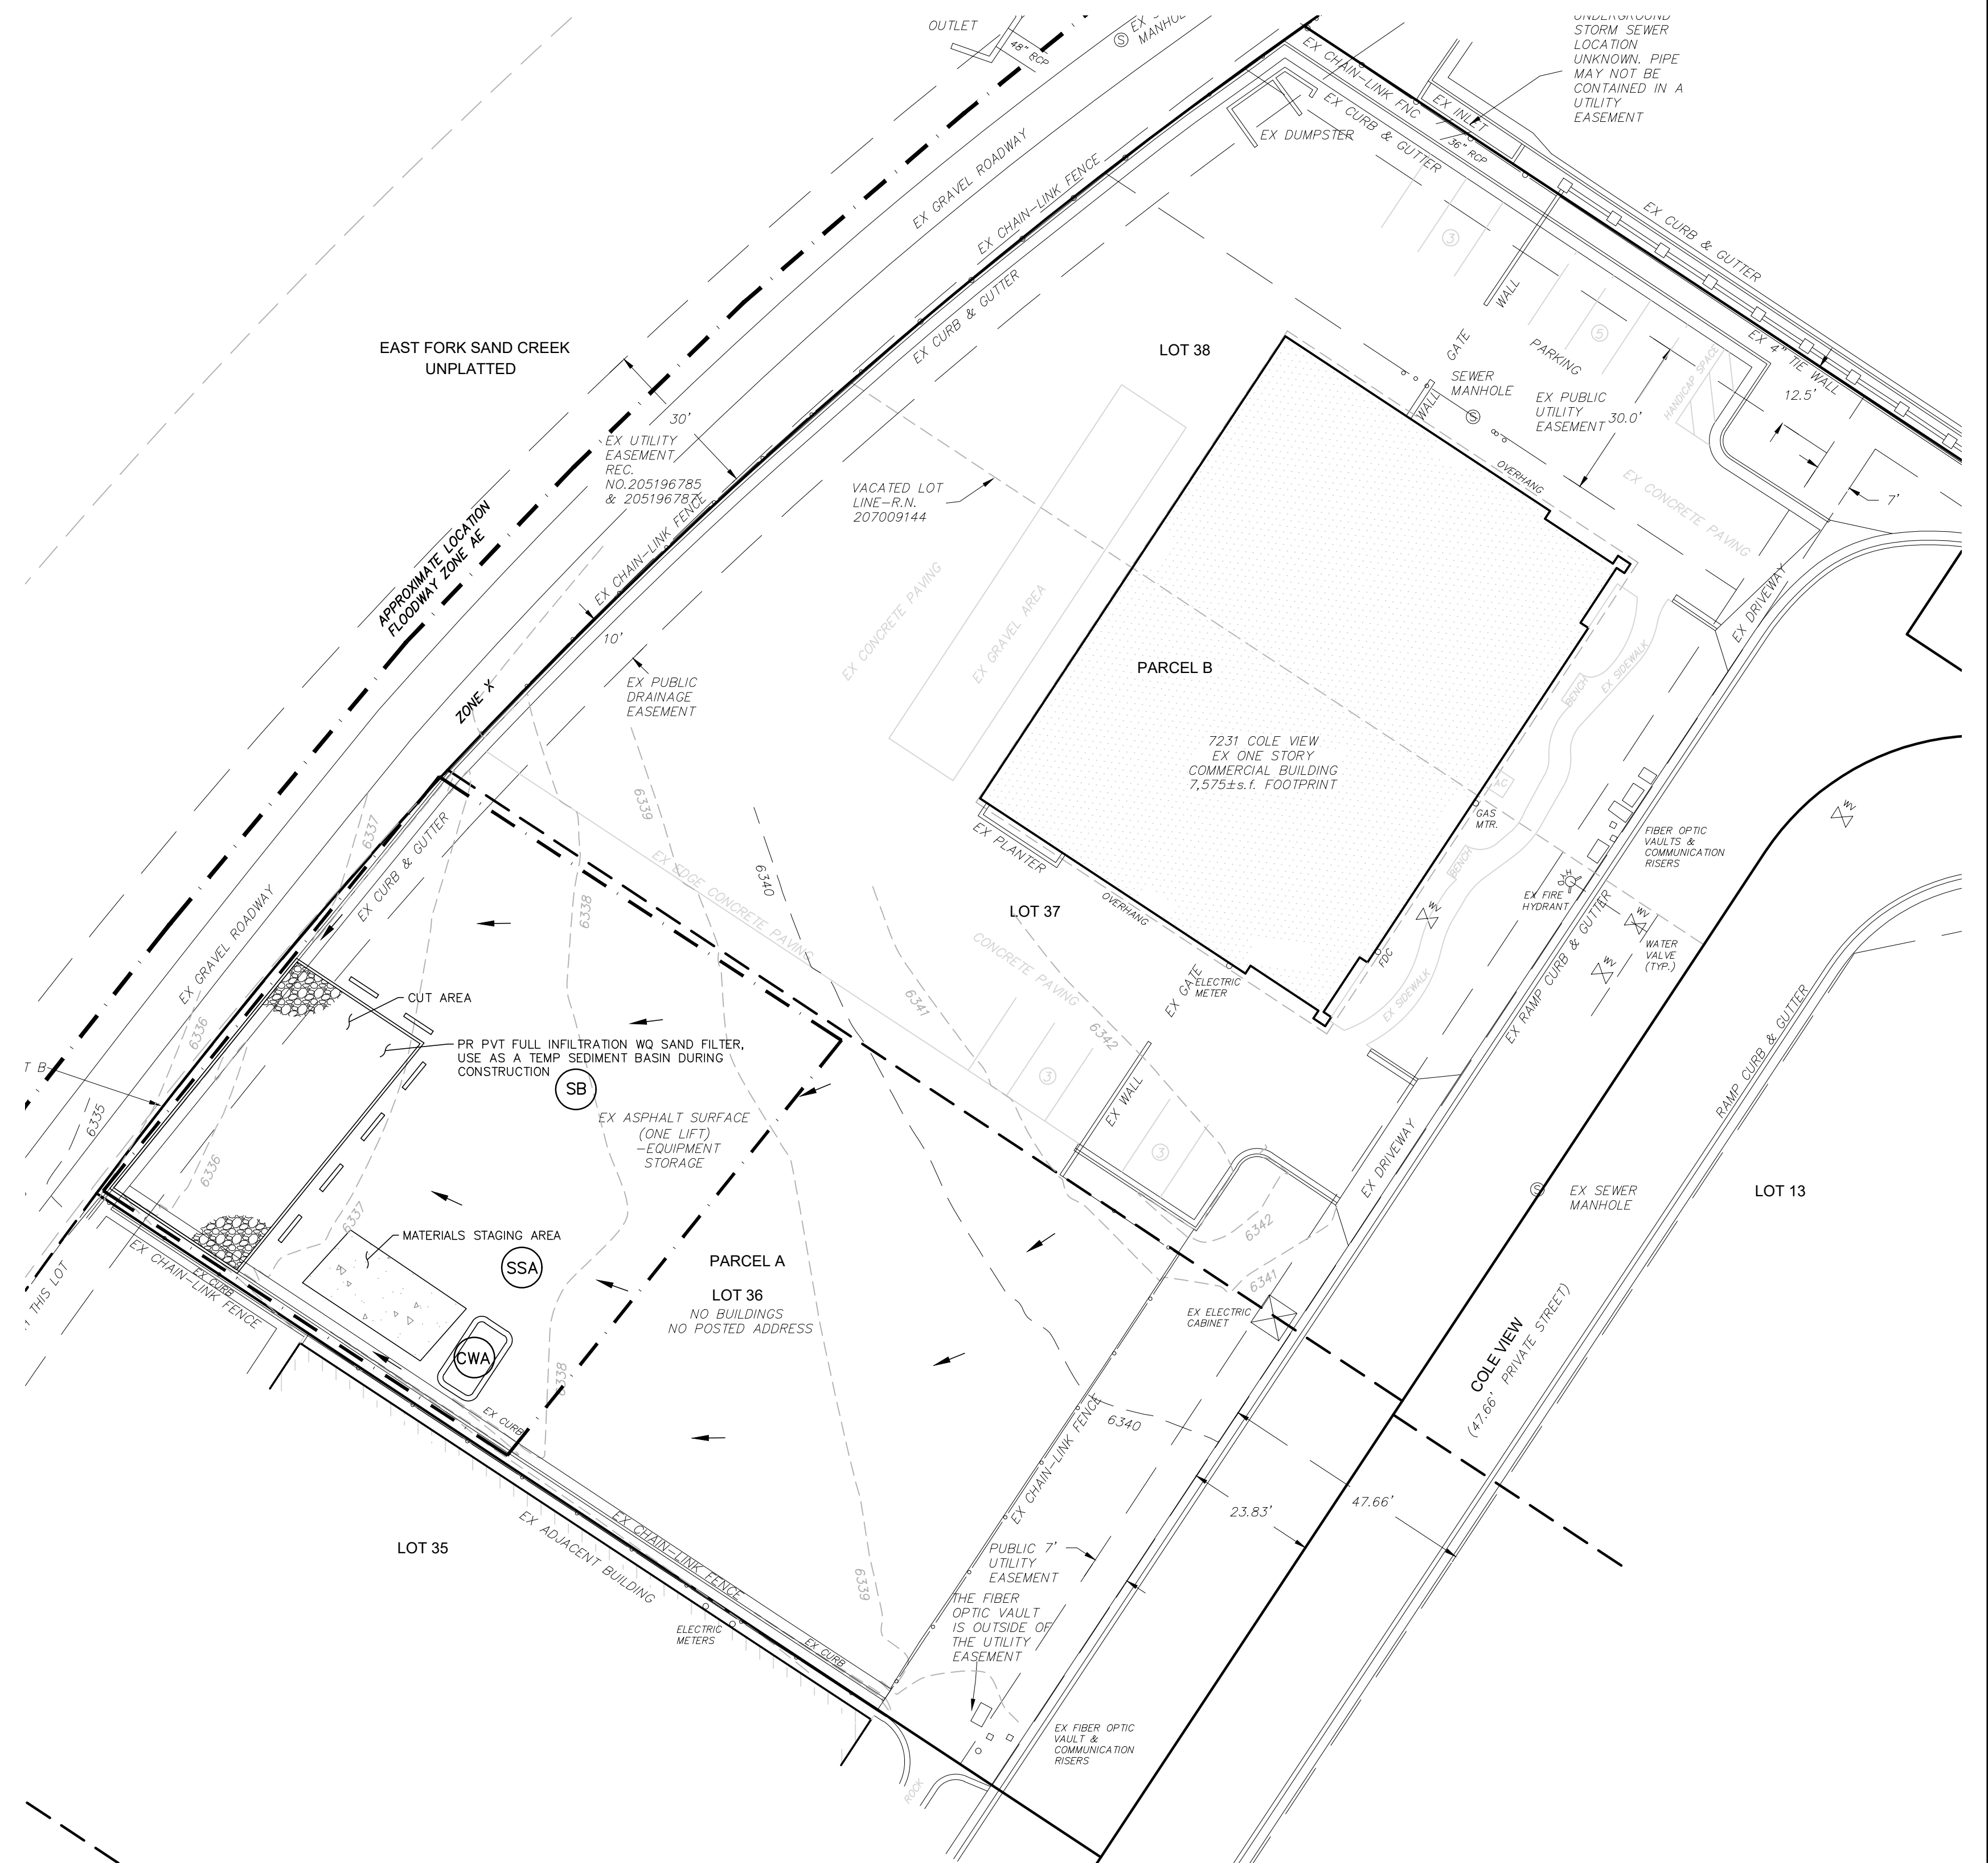 OUTLET
48" RCP
MANHOLE
STORM SEWER
LOCATION
UNKNOWN. PIPE
MAY NOT BE
CONTAINED IN A
UTILITY
EASEMENT
EX CHAIN-LINK FNC
EX INLET
36" RCP
EX CURB & GUTTER
EX DUMPSTER
EX GRAVEL ROADWAY
EX CHAIN-LINK FENCE
EX CURB & GUTTER
EX CURB & GUTTER
3
WALL
5
PARKING
GATE
HANDICAP SPACE
EX 4" TIE WALL
12.5'
EAST FORK SAND CREEK
UNPLATTED
LOT 38
SEWER
MANHOLE
WALL
EX PUBLIC
UTILITY
EASEMENT
30.0'
30'
EX UTILITY
EASEMENT
REC.
NO.205196785
& 205196787
OVERHANG
EX CONCRETE PAVING
7'
VACATED LOT
LINE-R.N.
207009144
APPROXIMATE LOCATION
FLOODWAY ZONE AE
EX CHAIN-LINK FENCE
10'
EX CONCRETE PAVING
EX GRAVEL AREA
EX DRIVEWAY
PARCEL B
BENCH
EX SIDEWALK
ZONE X
EX PUBLIC
DRAINAGE
EASEMENT
7231 COLE VIEW
EX ONE STORY
COMMERCIAL BUILDING
7,575±s.f. FOOTPRINT
AC
GAS
MTR.
WV
FIBER OPTIC
VAULTS &
COMMUNICATION
RISERS
6337
6339
EX CURB & GUTTER
EX PLANTER
BENCH
EX EDGE CONCRETE PAVING
6340
EX FIRE
HYDRANT
6338
LOT 37
OVERHANG
WV
WV
WATER
VALVE
(TYP.)
WV
EX RAMP CURB & GUTTER
EX GRAVEL ROADWAY
CONCRETE PAVING
FDC
EX GATE
ELECTRIC
METER
EX SIDEWALK
CUT AREA
6341
6342
RAMP CURB & GUTTER
6336
PR PVT FULL INFILTRATION WQ SAND FILTER,
USE AS A TEMP SEDIMENT BASIN DURING
CONSTRUCTION
SB
3
EX WALL
T B
6335
EX ASPHALT SURFACE
(ONE LIFT)
-EQUIPMENT
STORAGE
3
EX DRIVEWAY
6336
EX SEWER
MANHOLE
LOT 13
6337
MATERIALS STAGING AREA
SSA
PARCEL A
6342
6341
EX CHAIN-LINK FENCE
EX CURB
THIS LOT
LOT 36
NO BUILDINGS
NO POSTED ADDRESS
EX ELECTRIC
CABINET
COLE VIEW
(47.66' PRIVATE STREET)
CWA
6338
EX CURB
6340
EX CHAIN-LINK FENCE
23.83'
47.66'
LOT 35
EX ADJACENT BUILDING
EX CHAIN-LINK FENCE
6339
PUBLIC 7'
UTILITY
EASEMENT
THE FIBER
OPTIC VAULT
IS OUTSIDE OF
THE UTILITY
EASEMENT
ELECTRIC
METERS
EX CURB
EX FIBER OPTIC
VAULT &
COMMUNICATION
RISERS
ROCK